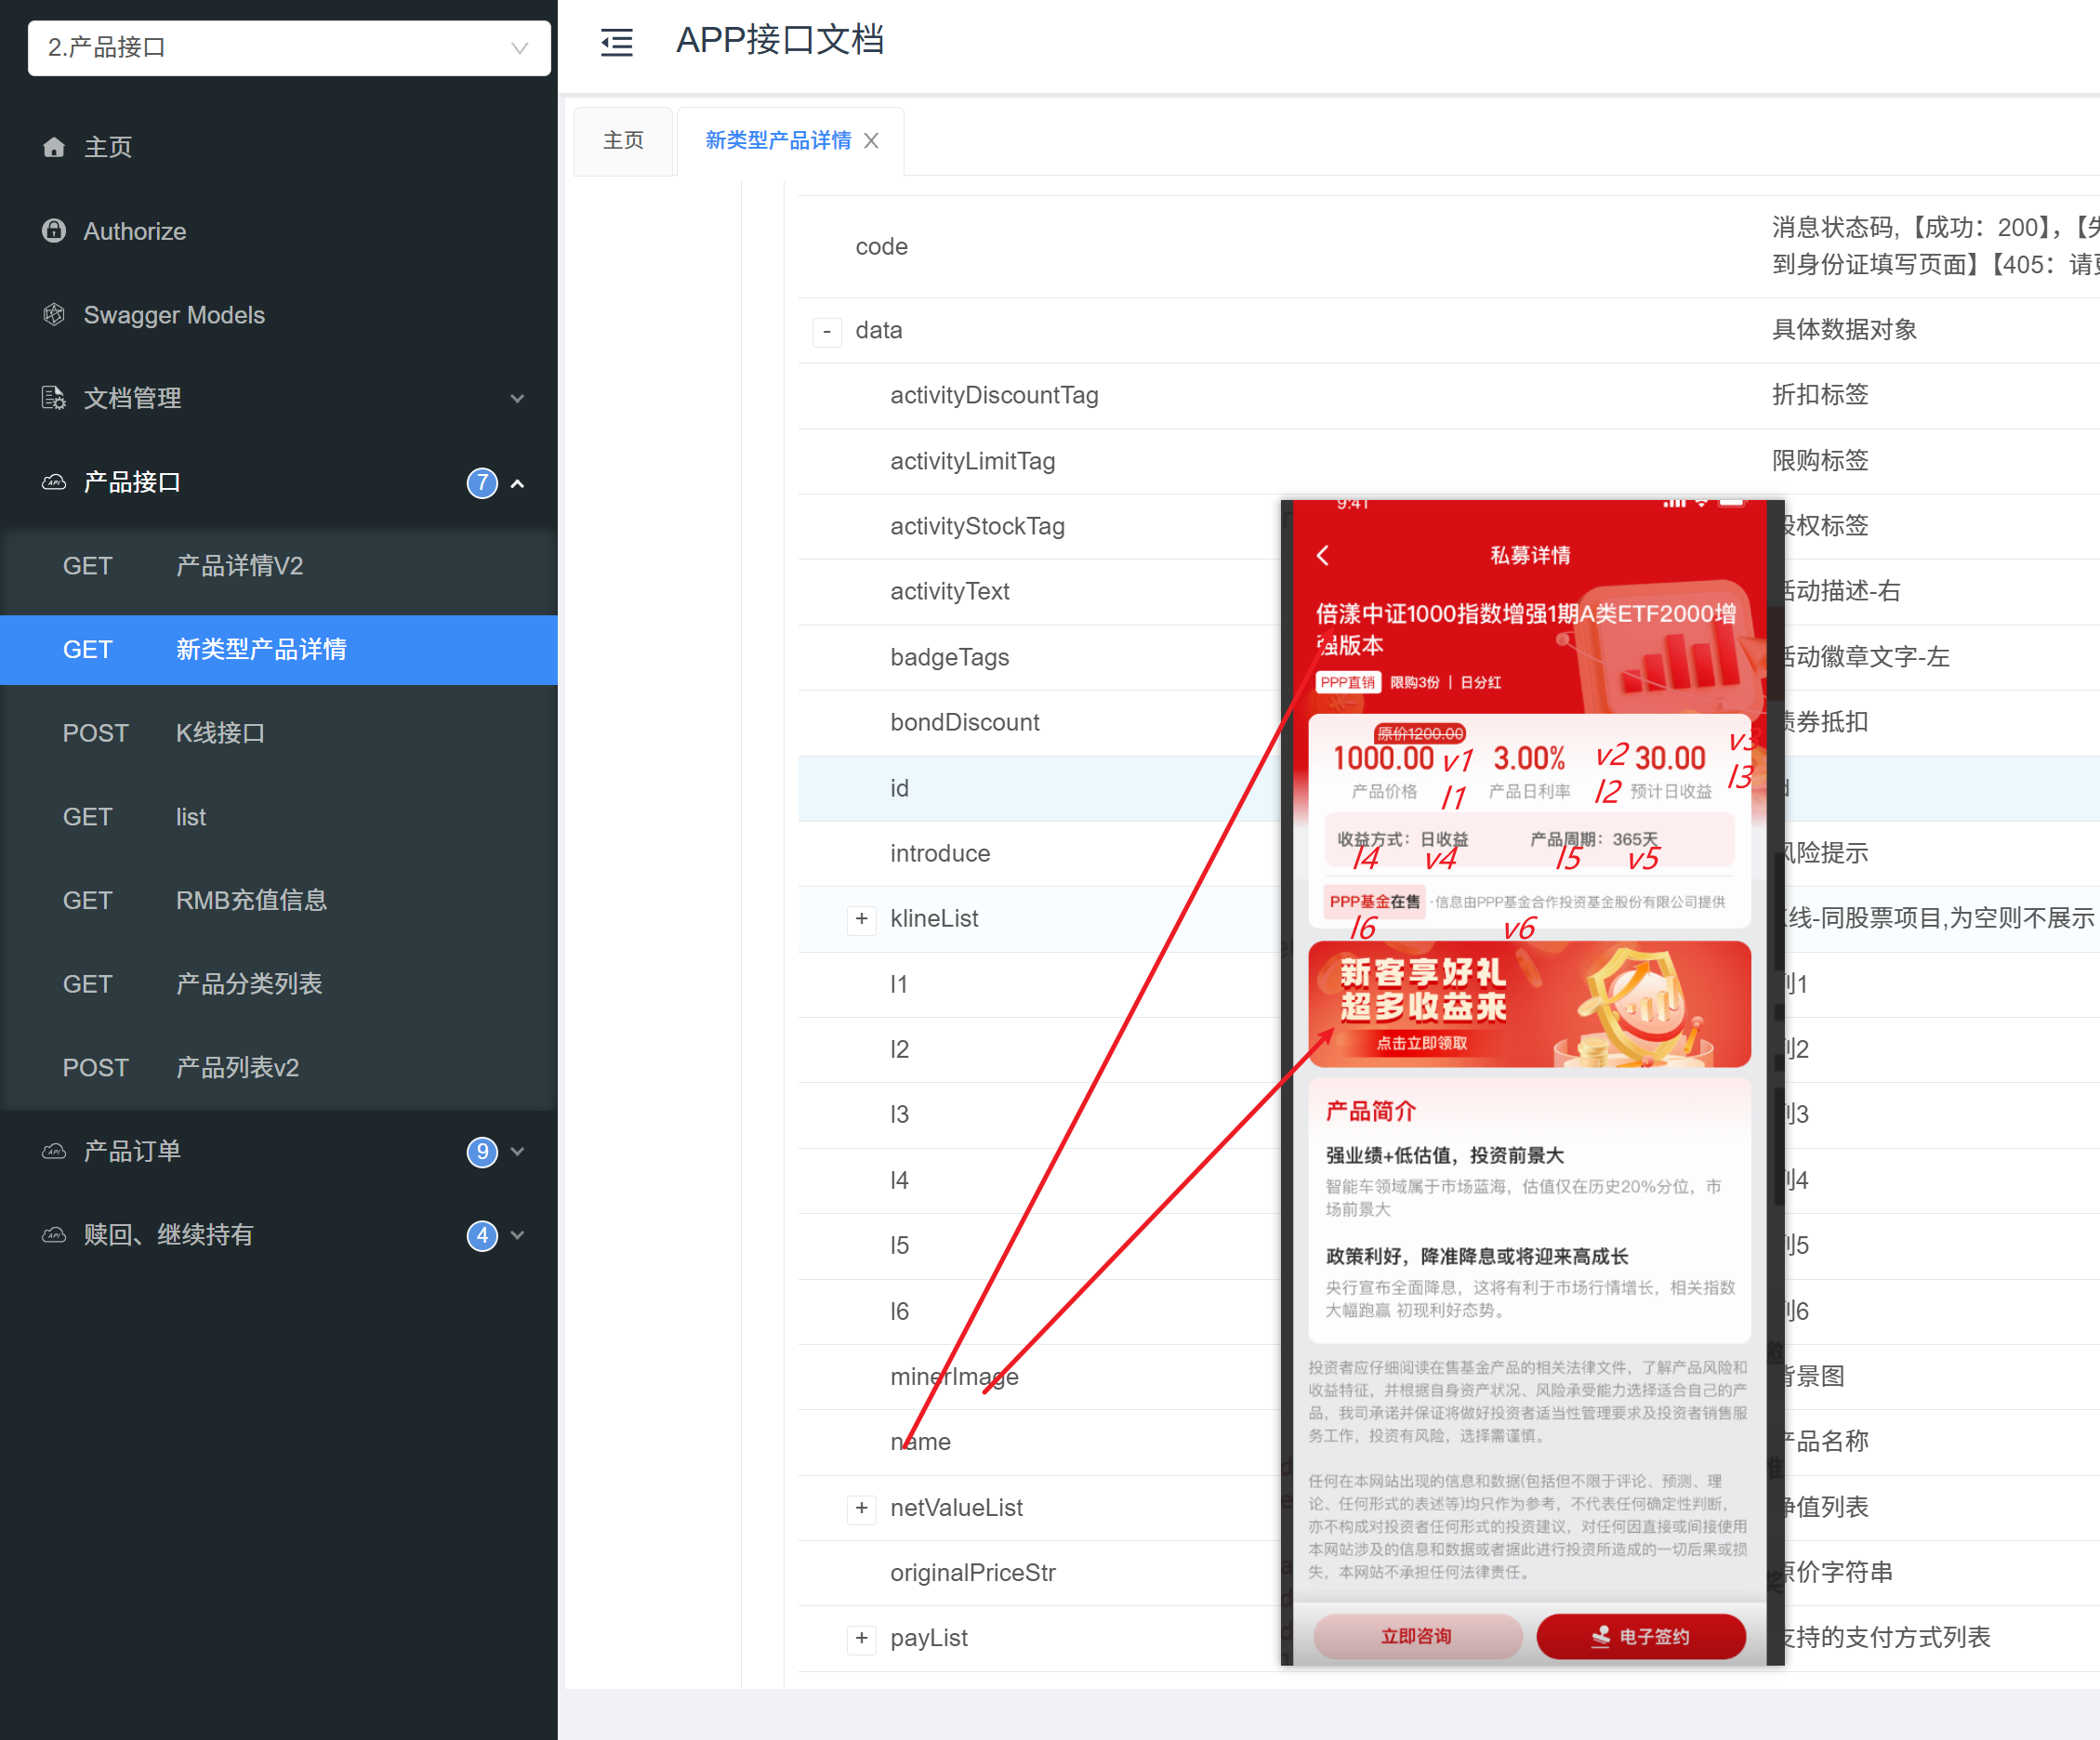 2.产品接口
主页
Authorize
Swagger Models
文档管理
产品接口
7
GET 产品详情V2
GET 新类型产品详情
POST K线接口
GET list
GET RMB充值信息
GET 产品分类列表
POST 产品列表v2
产品订单
9
赎回、继续持有
4
APP接口文档
主页
新类型产品详情
code
消息状态码,【成功：200】，【
到身份证填写页面】【405：请
- data 具体数据对象
activityDiscountTag 折扣标签
activityLimitTag 限购标签
activityStockTag 权标签
activityText 动描述-右
badgeTags 动徽章文字-左
bondDiscount 券抵扣
id
introduce 险提示
+ klineList 线-同股票项目,为空则不展示
l1 1
l2 2
l3 3
l4 4
l5 5
l6 6
minerImage 景图
name 品名称
+ netValueList 值列表
originalPriceStr 价字符串
+ payList 持的支付方式列表
9:41
私募详情
倍漾中证1000指数增强1期A类ETF2000增
强版本
PPP直销 限购3份 | 日分红
原价1200.00
1000.00 v1 3.00% v2 30.00 v3
产品价格 l1 产品日利率 l2 预计日收益 l3
收益方式：日收益 产品周期：365天
l4 v4 l5 v5
PPP基金在售 ·信息由PPP基金合作投资基金股份有限公司提供
l6 v6
新客享好礼
超多收益来
点击立即领取
产品简介
强业绩+低估值，投资前景大
智能车领域属于市场蓝海，估值仅在历史20%分位，市
场前景大
政策利好，降准降息或将迎来高成长
央行宣布全面降息，这将有利于市场行情增长，相关指数
大幅跑赢 初现利好态势。
投资者应仔细阅读在售基金产品的相关法律文件，了解产品风险和
收益特征，并根据自身资产状况、风险承受能力选择适合自己的产
品，我司承诺并保证将做好投资者适当性管理要求及投资者销售服
务工作，投资有风险，选择需谨慎。
任何在本网站出现的信息和数据(包括但不限于评论、预测、理
论、任何形式的表述等)均只作为参考，不代表任何确定性判断，
亦不构成对投资者任何形式的投资建议，对任何因直接或间接使用
本网站涉及的信息和数据或者据此进行投资所造成的一切后果或损
失，本网站不承担任何法律责任。
立即咨询
电子签约